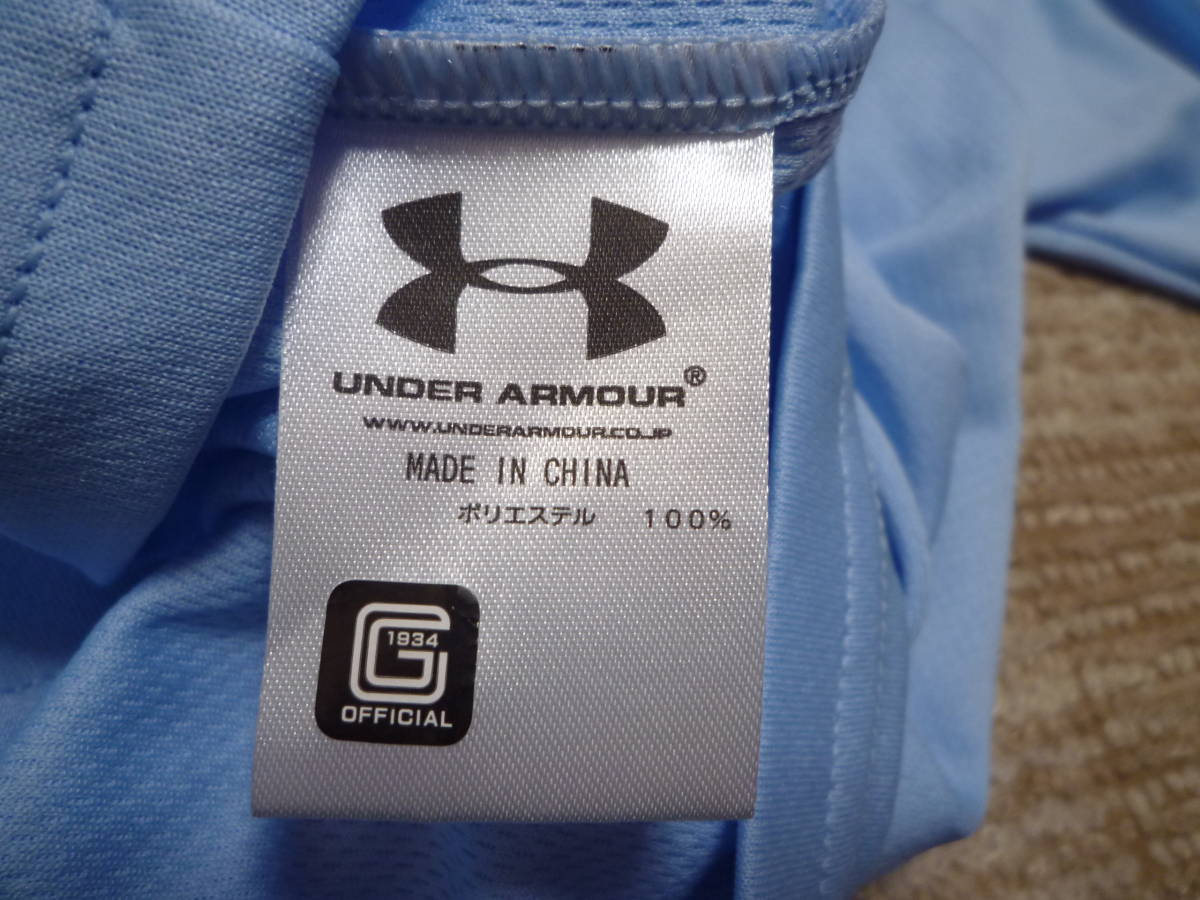 UNDER ARMOUR®
WWW.UNDERARMOUR.CO.JP
MADE IN CHINA
ポリエステル 100%
1934
G
OFFICIAL